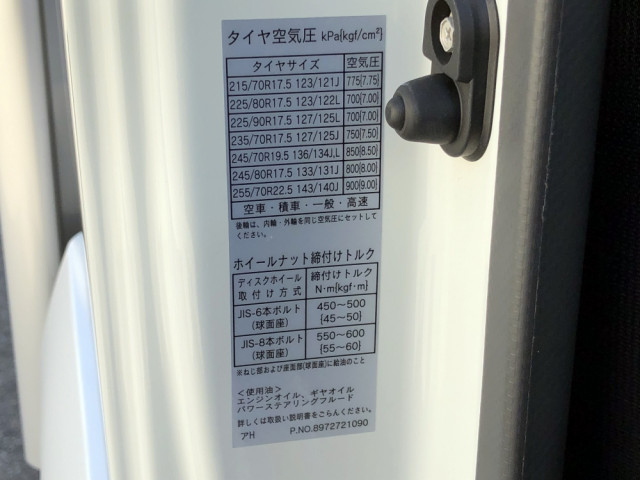 タイヤ空気圧 kPa{kgf/cm²}
タイヤサイズ 空気圧
215/70R17.5 123/121J 775{7.75}
225/80R17.5 123/122L 700{7.00}
225/90R17.5 127/125L 700{7.00}
235/70R17.5 127/125J 750{7.50}
245/70R19.5 136/134J,L 850{8.50}
245/80R17.5 133/131J 800{8.00}
255/70R22.5 143/140J 900{9.00}
空車・積車・一般・高速
後輪は、内輪・外輪を同じ空気圧にセットして
ください。
ホイールナット締付けトルク
ディスクホイール 締付けトルク
取付け方式 N·m{kgf·m}
JIS-6本ボルト 450〜500
(球面座) {45〜50}
JIS-8本ボルト 550〜600
(球面座) {55〜60}
※ねじ部および座面部(球面座)に給油のこと
<使用油>
エンジンオイル、ギヤオイル
パワーステアリングフルード
詳しくは取扱い説明書をごらんください。
アH P.NO.8972721090